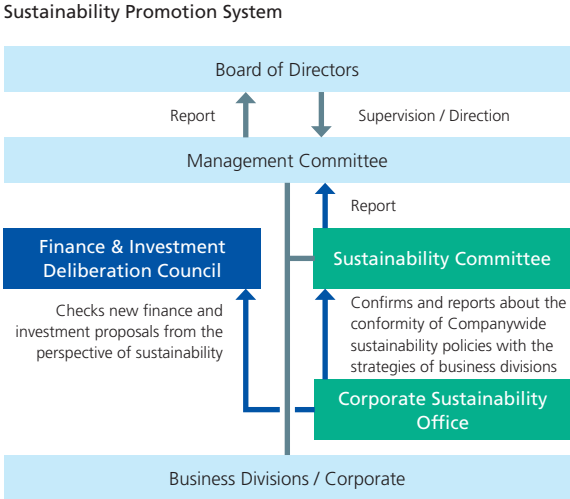 Sustainability Promotion System
Board of Directors
Report
Supervision / Direction
Management Committee
Report
Finance & Investment
Deliberation Council
Sustainability Committee
Checks new finance and
investment proposals from the
perspective of sustainability
Confirms and reports about the
conformity of Companywide
sustainability policies with the
strategies of business divisions
Corporate Sustainability
Office
Business Divisions / Corporate